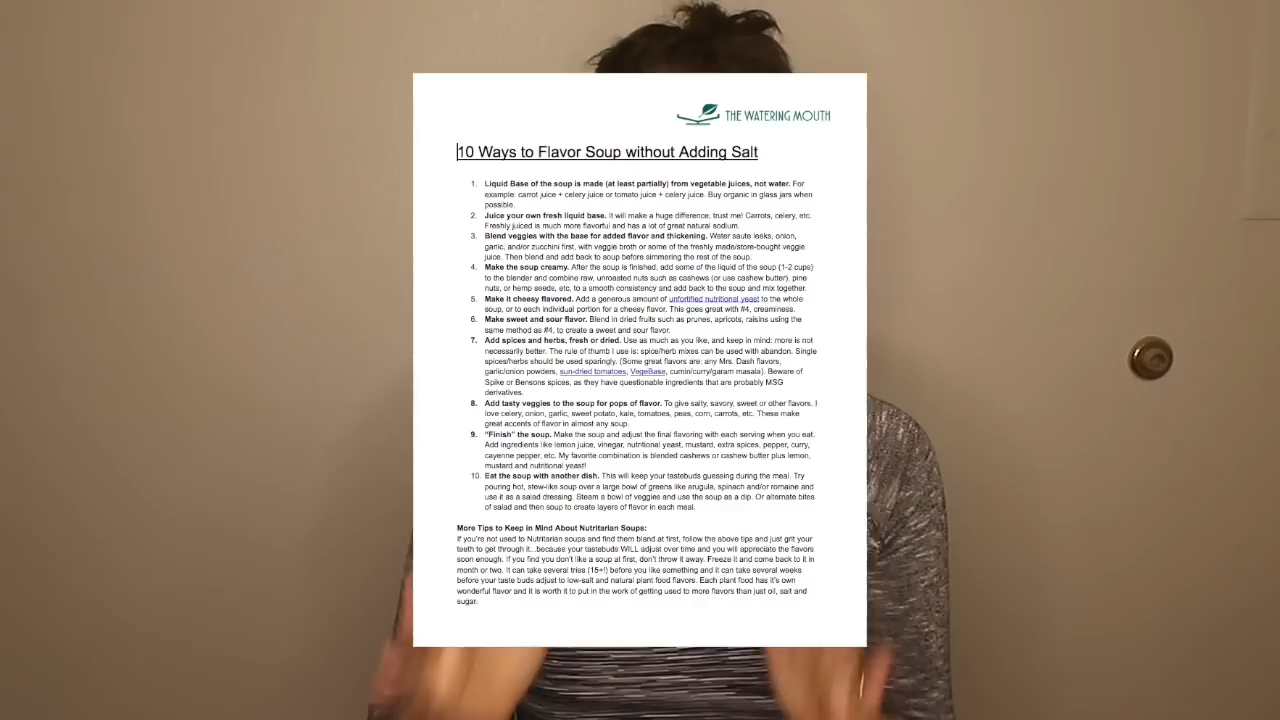 THE WATERING MOUTH
10 Ways to Flavor Soup without Adding Salt
1. Liquid Base of the soup is made (at least partially) from vegetable juices, not water. For
example: carrot juice + celery juice or tomato juice + celery juice. Buy organic in glass jars when
possible.
2. Juice your own fresh liquid base. It will make a huge difference, trust me! Carrots, celery, etc.
Freshly juiced is much more flavorful and has a lot of great natural sodium.
3. Blend veggies with the base for added flavor and thickening. Water saute leeks, onion,
garlic, and/or zucchini first, with veggie broth or some of the freshly made/store-bought veggie
juice. Then blend and add back to soup before simmering the rest of the soup.
4. Make the soup creamy. After the soup is finished, add some of the liquid of the soup (1-2 cups)
to the blender and combine raw, unroasted nuts such as cashews (or use cashew butter), pine
nuts, or hemp seeds, etc, to a smooth consistency and add back to the soup and mix together.
5. Make it cheesy flavored. Add a generous amount of unfortified nutritional yeast to the whole
soup, or to each individual portion for a cheesy flavor. This goes great with #4, creaminess.
6. Make sweet and sour flavor. Blend in dried fruits such as prunes, apricots, raisins using the
same method as #4, to create a sweet and sour flavor.
7. Add spices and herbs, fresh or dried. Use as much as you like, and keep in mind: more is not
necessarily better. The rule of thumb I use is: spice/herb mixes can be used with abandon. Single
spices/herbs should be used sparingly. (Some great flavors are: any Mrs. Dash flavors,
garlic/onion powders, sun-dried tomatoes, VegeBase, cumin/curry/garam masala). Beware of
Spike or Bensons spices, as they have questionable ingredients that are probably MSG
derivatives.
8. Add tasty veggies to the soup for pops of flavor. To give salty, savory, sweet or other flavors. I
love celery, onion, garlic, sweet potato, kale, tomatoes, peas, corn, carrots, etc. These make
great accents of flavor in almost any soup.
9. “Finish” the soup. Make the soup and adjust the final flavoring with each serving when you eat.
Add ingredients like lemon juice, vinegar, nutritional yeast, mustard, extra spices, pepper, curry,
cayenne pepper, etc. My favorite combination is blended cashews or cashew butter plus lemon,
mustard and nutritional yeast!
10. Eat the soup with another dish. This will keep your tastebuds guessing during the meal. Try
pouring hot, stew-like soup over a large bowl of greens like arugula, spinach and/or romaine and
use it as a salad dressing. Steam a bowl of veggies and use the soup as a dip. Or alternate bites
of salad and then soup to create layers of flavor in each meal.
More Tips to Keep in Mind About Nutritarian Soups:
If you're not used to Nutritarian soups and find them bland at first, follow the above tips and just grit your
teeth to get through it...because your tastebuds WILL adjust over time and you will appreciate the flavors
soon enough. If you find you don't like a soup at first, don't throw it away. Freeze it and come back to it in
month or two. It can take several tries (15+!) before you like something and it can take several weeks
before your taste buds adjust to low-salt and natural plant food flavors. Each plant food has it's own
wonderful flavor and it is worth it to put in the work of getting used to more flavors than just oil, salt and
sugar.